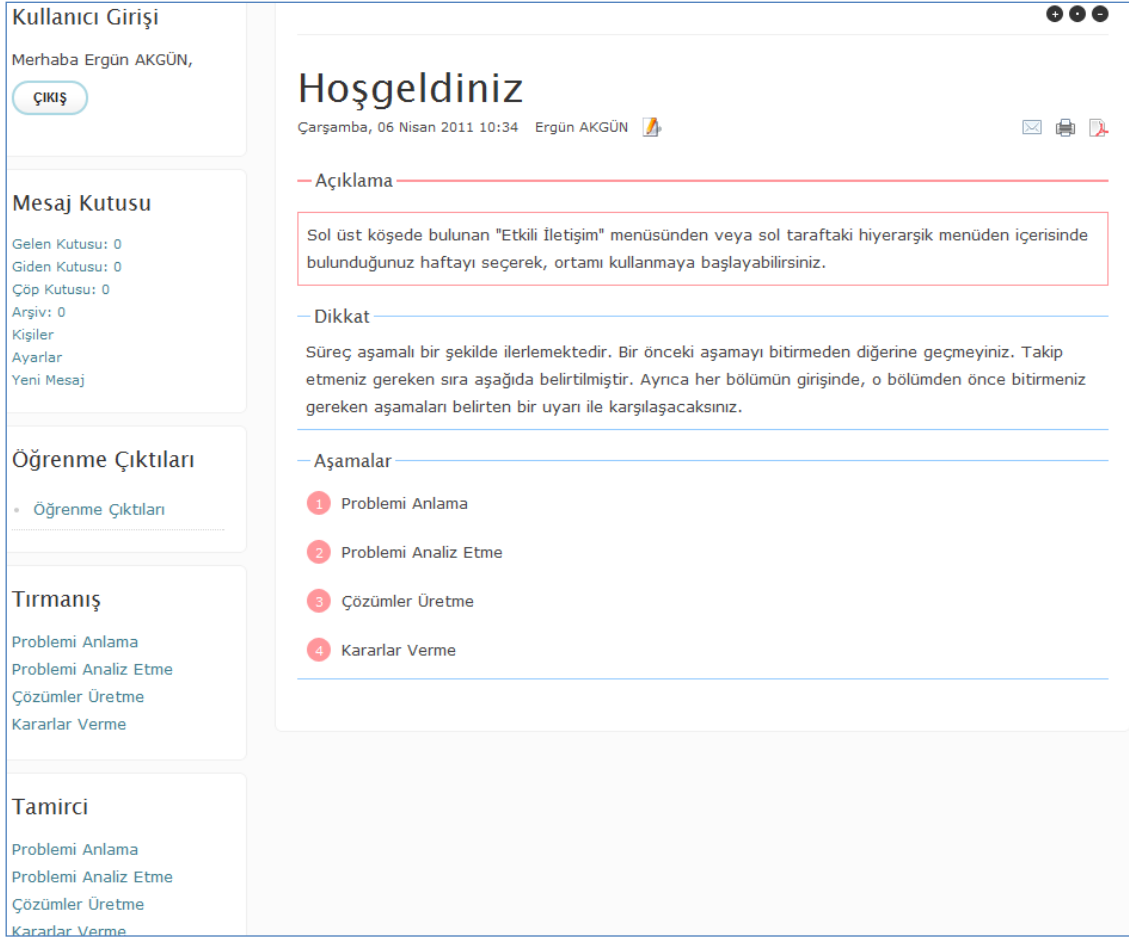 Kullanıcı Girişi
Merhaba Ergün AKGÜN,
ÇIKIŞ
Mesaj Kutusu
Gelen Kutusu: 0
Giden Kutusu: 0
Çöp Kutusu: 0
Arşiv: 0
Kişiler
Ayarlar
Yeni Mesaj
Öğrenme Çıktıları
Öğrenme Çıktıları
Tırmanış
Problemi Anlama
Problemi Analiz Etme
Çözümler Üretme
Kararlar Verme
Tamirci
Problemi Anlama
Problemi Analiz Etme
Çözümler Üretme
Kararlar Verme
Hoşgeldiniz
Çarşamba, 06 Nisan 2011 10:34 Ergün AKGÜN
Açıklama
Sol üst köşede bulunan "Etkili İletişim" menüsünden veya sol taraftaki hiyerarşik menüden içerisinde
bulunduğunuz haftayı seçerek, ortamı kullanmaya başlayabilirsiniz.
Dikkat
Süreç aşamalı bir şekilde ilerlemektedir. Bir önceki aşamayı bitirmeden diğerine geçmeyiniz. Takip
etmeniz gereken sıra aşağıda belirtilmiştir. Ayrıca her bölümün girişinde, o bölümden önce bitirmeniz
gereken aşamaları belirten bir uyarı ile karşılaşacaksınız.
Aşamalar
1 Problemi Anlama
2 Problemi Analiz Etme
3 Çözümler Üretme
4 Kararlar Verme